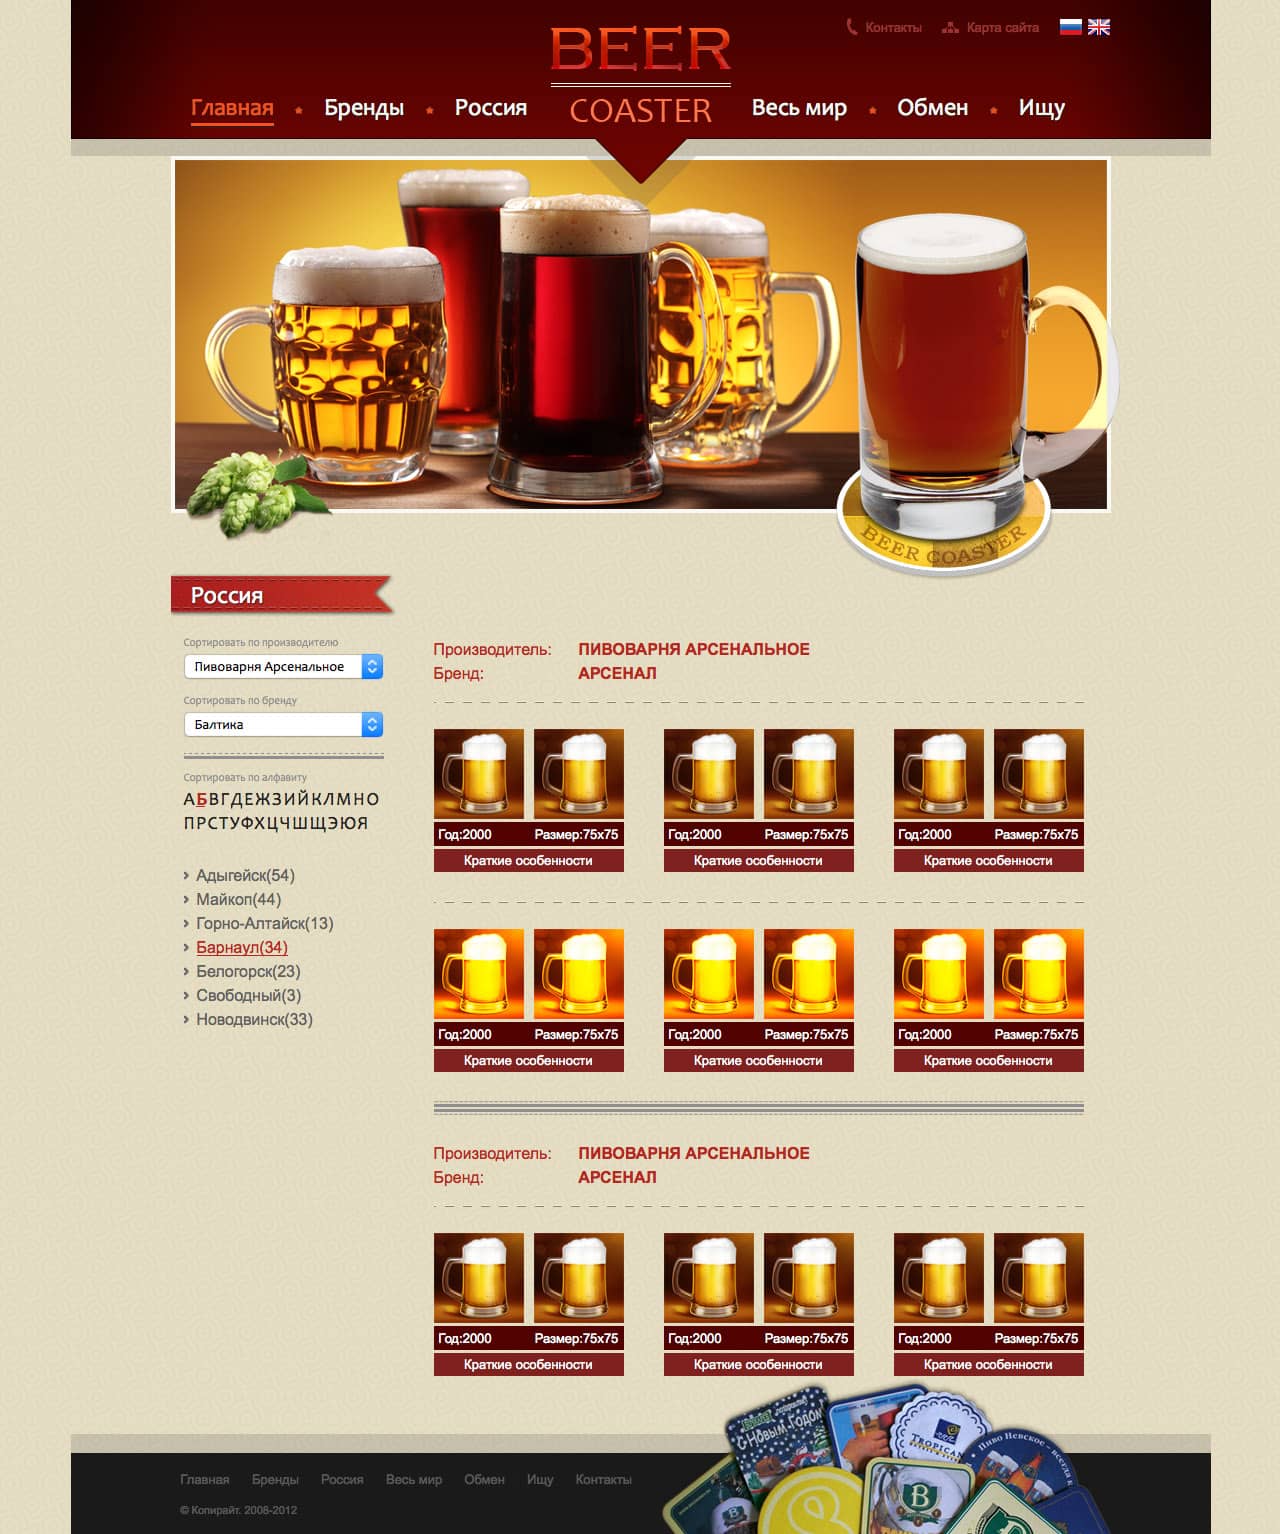 BEER
COASTER
Контакты
Карта сайта
Главная
Бренды
Россия
Весь мир
Обмен
Ищу
BEER COASTER
Россия
Сортировать по производителю
Пивоварня Арсенальное
Сортировать по бренду
Балтика
Сортировать по алфавиту
АБВГДЕЖЗИЙКЛМНО
ПРСТУФХЦЧШЩЭЮЯ
Адыгейск(54)
Майкоп(44)
Горно-Алтайск(13)
Барнаул(34)
Белогорск(23)
Свободный(3)
Новодвинск(33)
Производитель: ПИВОВАРНЯ АРСЕНАЛЬНОЕ
Бренд: АРСЕНАЛ
Год:2000 Размер:75x75 Год:2000 Размер:75x75 Год:2000 Размер:75x75
Краткие особенности Краткие особенности Краткие особенности
Год:2000 Размер:75x75 Год:2000 Размер:75x75 Год:2000 Размер:75x75
Краткие особенности Краткие особенности Краткие особенности
Производитель: ПИВОВАРНЯ АРСЕНАЛЬНОЕ
Бренд: АРСЕНАЛ
Год:2000 Размер:75x75 Год:2000 Размер:75x75 Год:2000 Размер:75x75
Краткие особенности Краткие особенности Краткие особенности
С Новым Годом
Пиво Невское
Главная Бренды Россия Весь мир Обмен Ищу Контакты
© Копирайт. 2008-2012